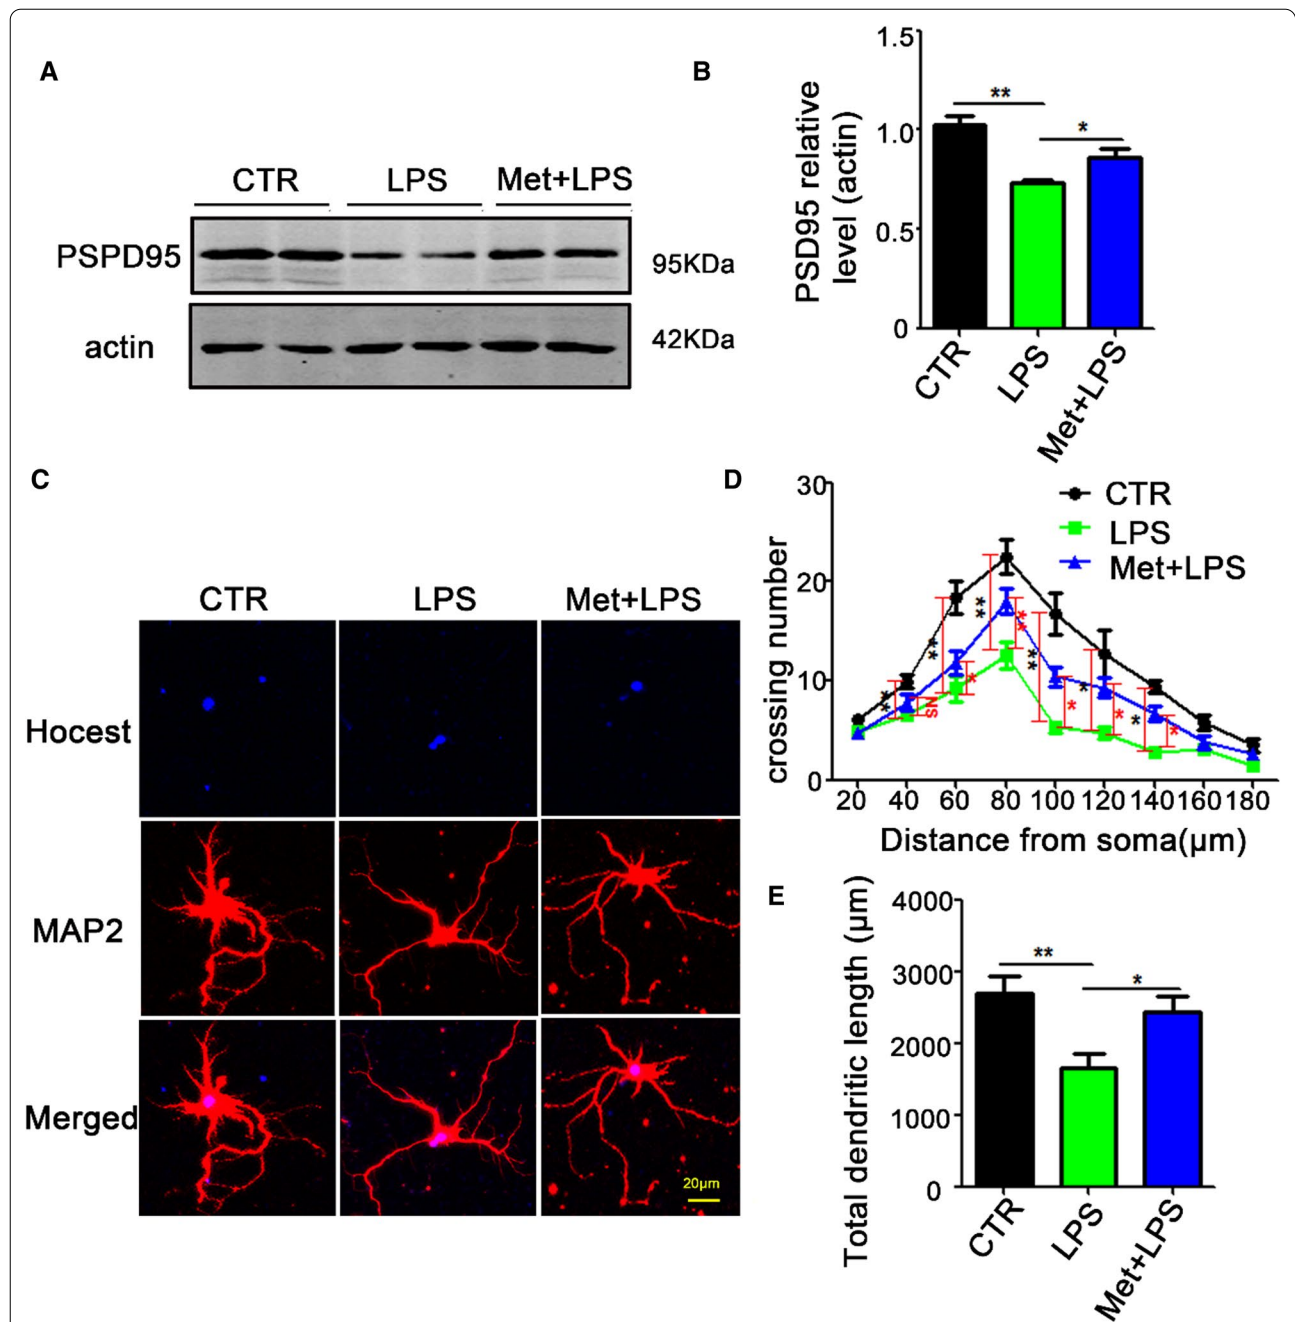 A
CTR LPS Met+LPS
PSPD95
95KDa
actin
42KDa
B
1.5
1.0
0.5
0
PSD95 relative
level (actin)
**
*
CTR
LPS
Met+LPS
C
CTR LPS Met+LPS
Hocest
MAP2
Merged
20μm
D
30
20
10
0
crossing number
CTR
LPS
Met+LPS
**
NS
**
*
**
**
**
*
*
*
*
*
20 40 60 80 100 120 140 160 180
Distance from soma(μm)
E
4000
3000
2000
1000
0
Total dendritic length (μm)
**
*
CTR
LPS
Met+LPS